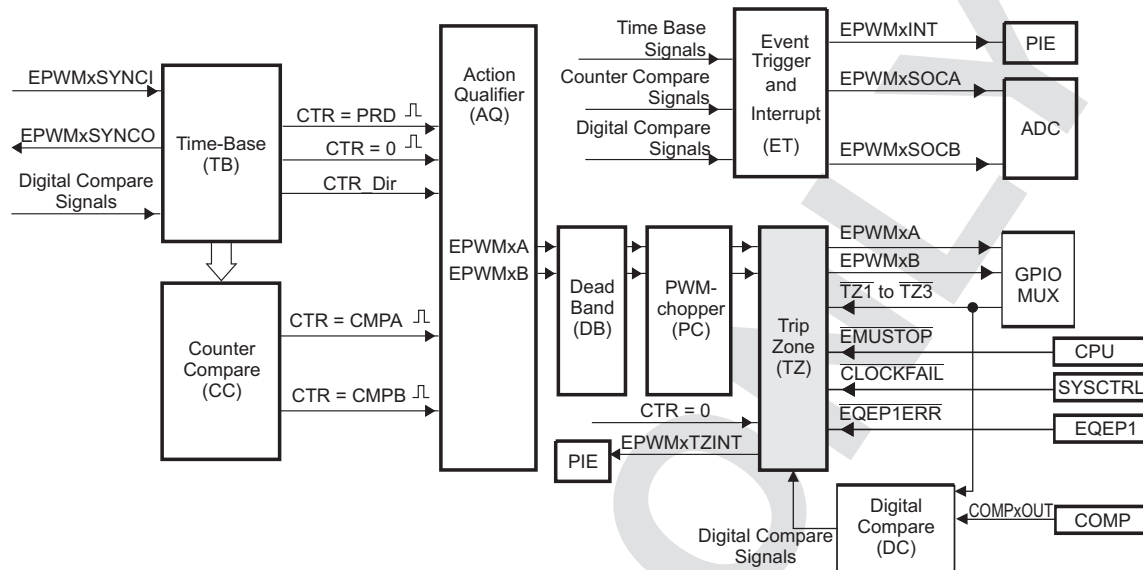 EPWMxSYNCI
EPWMxSYNCO
Digital Compare
Signals
Time-Base
(TB)
CTR = PRD
CTR = 0
CTR_Dir
Action
Qualifier
(AQ)
EPWMxA
EPWMxB
Counter
Compare
(CC)
CTR = CMPA
CTR = CMPB
Time Base
Signals
Counter Compare
Signals
Digital Compare
Signals
Event
Trigger
and
Interrupt
(ET)
EPWMxINT
EPWMxSOCA
EPWMxSOCB
PIE
ADC
Dead
Band
(DB)
PWM-
chopper
(PC)
Trip
Zone
(TZ)
EPWMxA
EPWMxB
TZ1 to TZ3
EMUSTOP
CLOCKFAIL
EQEP1ERR
GPIO
MUX
CPU
SYSCTRL
EQEP1
CTR = 0
EPWMxTZINT
PIE
Digital Compare
Signals
Digital
Compare
(DC)
COMPxOUT
COMP